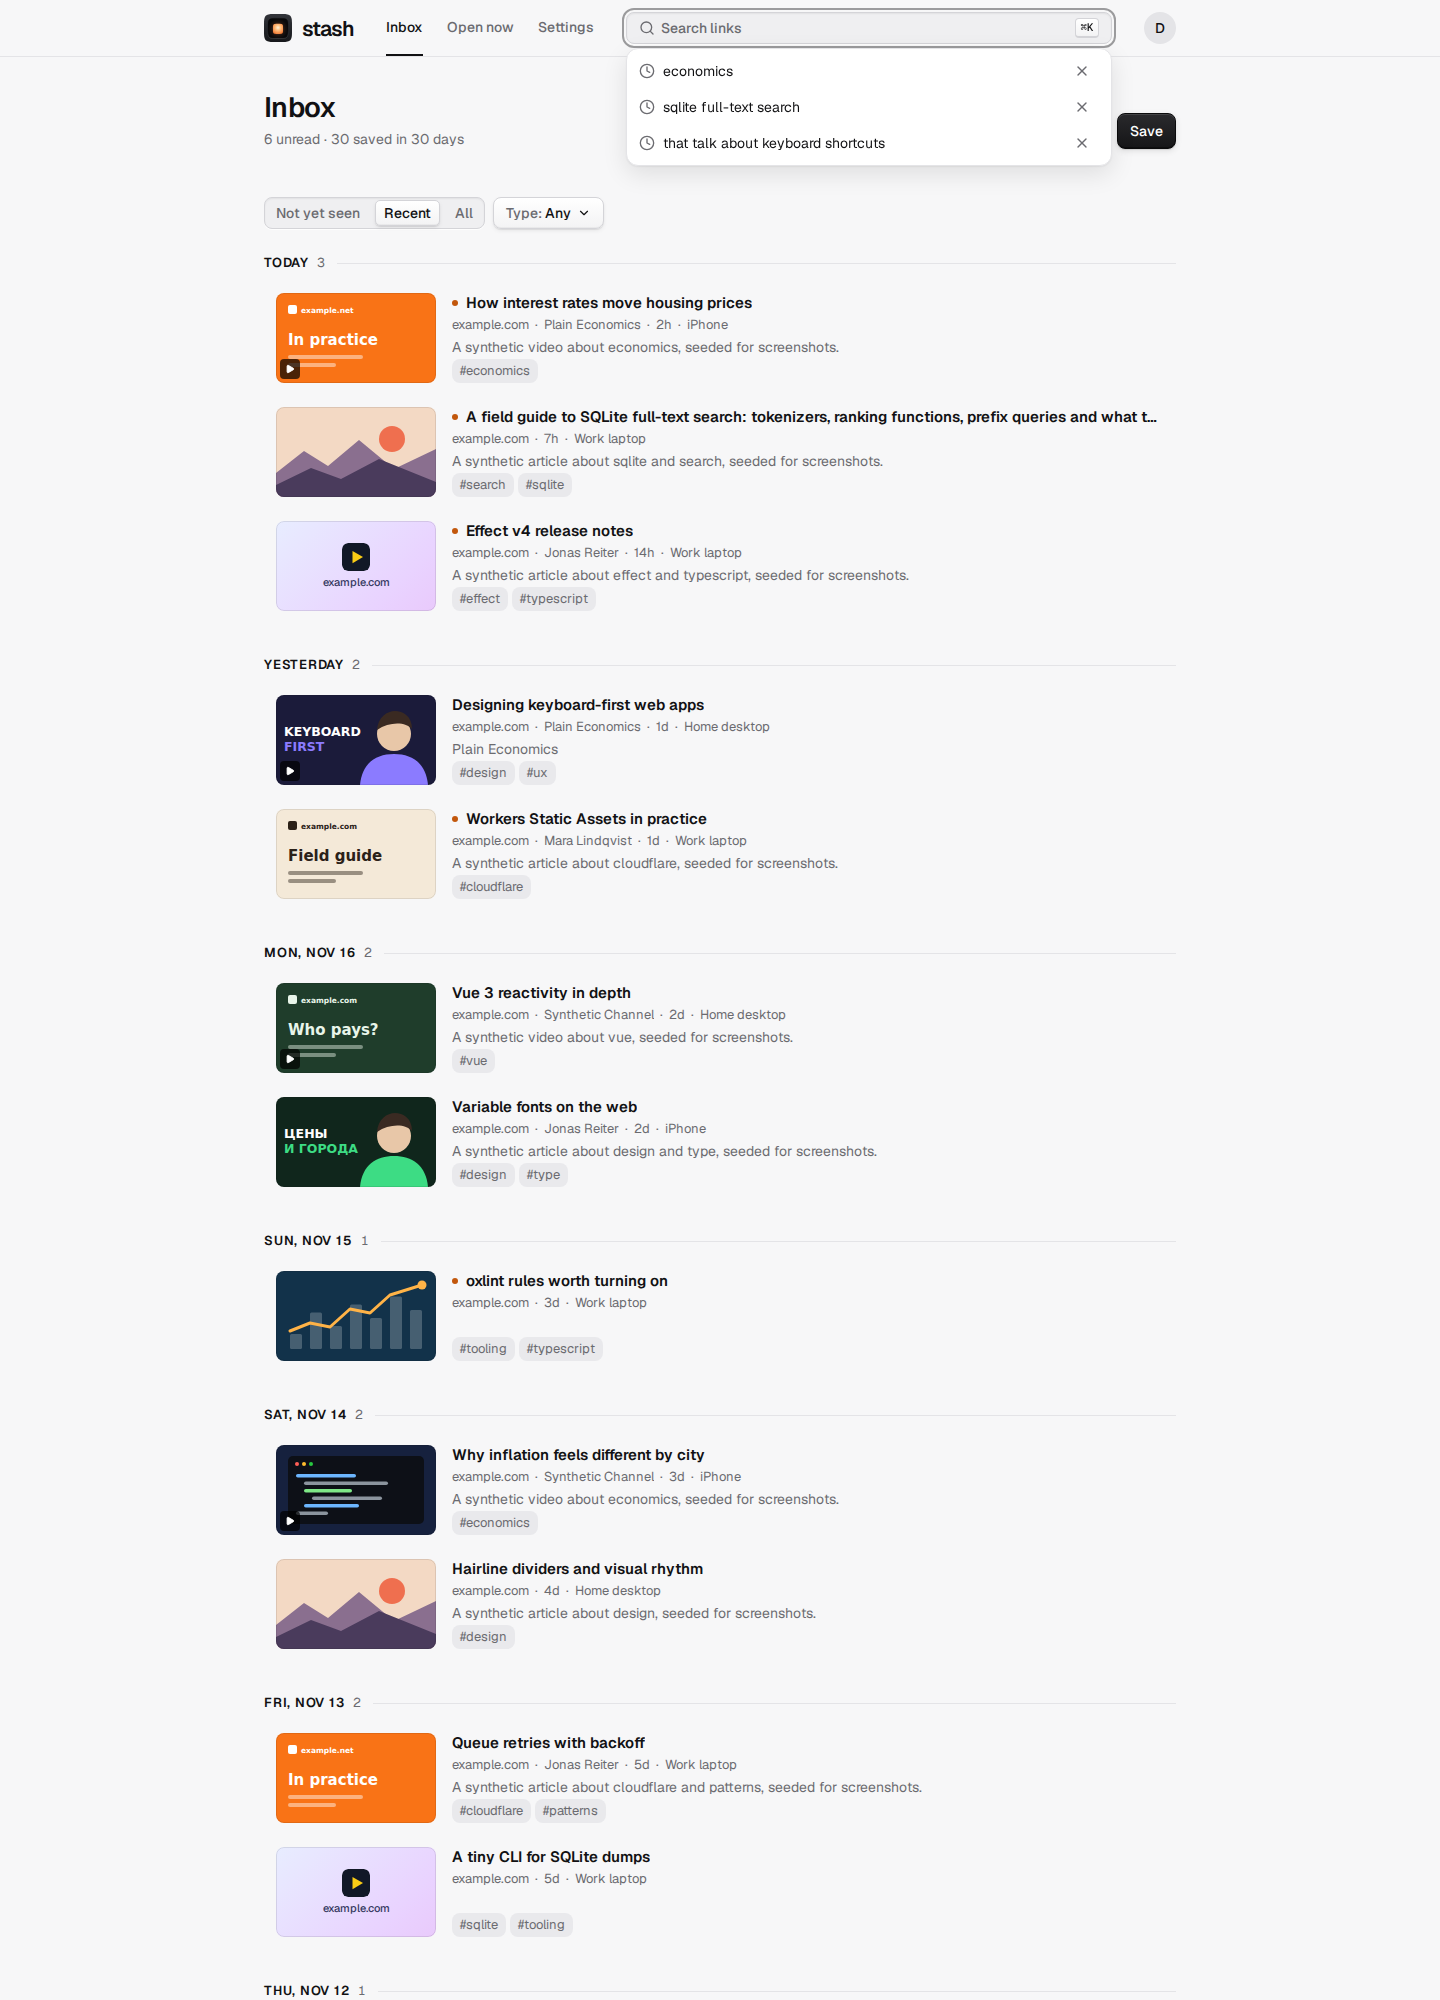 stash
Inbox
Open now
Settings
Search links
⌘K
D
economics
sqlite full-text search
that talk about keyboard shortcuts
Inbox
6 unread · 30 saved in 30 days
Save
Not yet seen
Recent
All
Type: Any
TODAY 3
example.net
In practice
How interest rates move housing prices
example.com · Plain Economics · 2h · iPhone
A synthetic video about economics, seeded for screenshots.
#economics
A field guide to SQLite full-text search: tokenizers, ranking functions, prefix queries and what t...
example.com · 7h · Work laptop
A synthetic article about sqlite and search, seeded for screenshots.
#search #sqlite
example.com
Effect v4 release notes
example.com · Jonas Reiter · 14h · Work laptop
A synthetic article about effect and typescript, seeded for screenshots.
#effect #typescript
YESTERDAY 2
KEYBOARD
FIRST
Designing keyboard-first web apps
example.com · Plain Economics · 1d · Home desktop
Plain Economics
#design #ux
example.com
Field guide
Workers Static Assets in practice
example.com · Mara Lindqvist · 1d · Work laptop
A synthetic article about cloudflare, seeded for screenshots.
#cloudflare
MON, NOV 16 2
example.com
Who pays?
Vue 3 reactivity in depth
example.com · Synthetic Channel · 2d · Home desktop
A synthetic video about vue, seeded for screenshots.
#vue
ЦЕНЫ
И ГОРОДА
Variable fonts on the web
example.com · Jonas Reiter · 2d · iPhone
A synthetic article about design and type, seeded for screenshots.
#design #type
SUN, NOV 15 1
oxlint rules worth turning on
example.com · 3d · Work laptop
#tooling #typescript
SAT, NOV 14 2
Why inflation feels different by city
example.com · Synthetic Channel · 3d · iPhone
A synthetic video about economics, seeded for screenshots.
#economics
Hairline dividers and visual rhythm
example.com · 4d · Home desktop
A synthetic article about design, seeded for screenshots.
#design
FRI, NOV 13 2
example.net
In practice
Queue retries with backoff
example.com · Jonas Reiter · 5d · Work laptop
A synthetic article about cloudflare and patterns, seeded for screenshots.
#cloudflare #patterns
example.com
A tiny CLI for SQLite dumps
example.com · 5d · Work laptop
#sqlite #tooling
THU, NOV 12 1